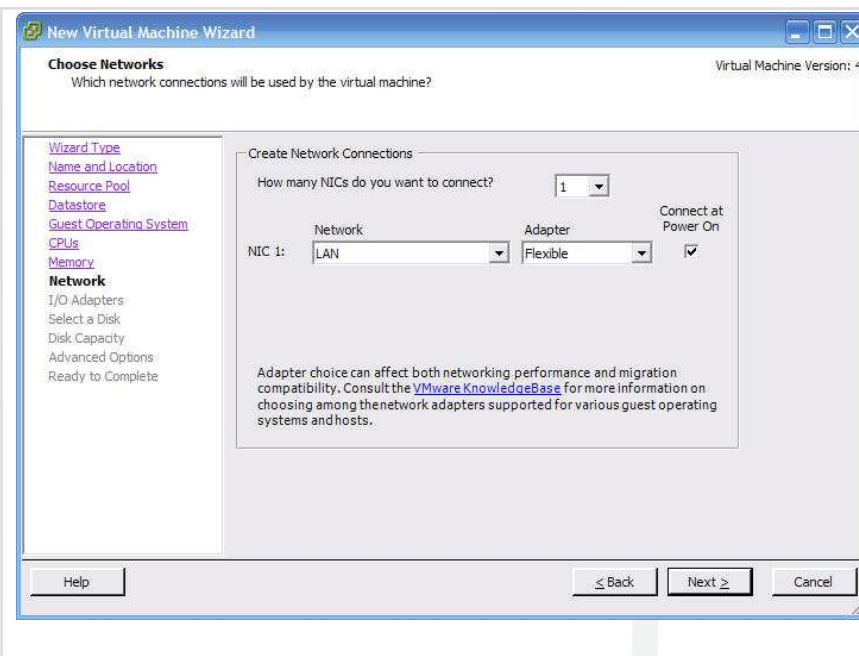 New Virtual Machine Wizard
Choose Networks
Which network connections will be used by the virtual machine?
Virtual Machine Version: 4
Wizard Type
Name and Location
Resource Pool
Datastore
Guest Operating System
CPUs
Memory
Network
I/O Adapters
Select a Disk
Disk Capacity
Advanced Options
Ready to Complete
Create Network Connections
How many NICs do you want to connect?
1
Network
Adapter
Connect at
Power On
NIC 1:
LAN
Flexible
Adapter choice can affect both networking performance and migration
compatibility. Consult the VMware KnowledgeBase for more information on
choosing among thenetwork adapters supported for various guest operating
systems andhosts.
Help
< Back
Next >
Cancel